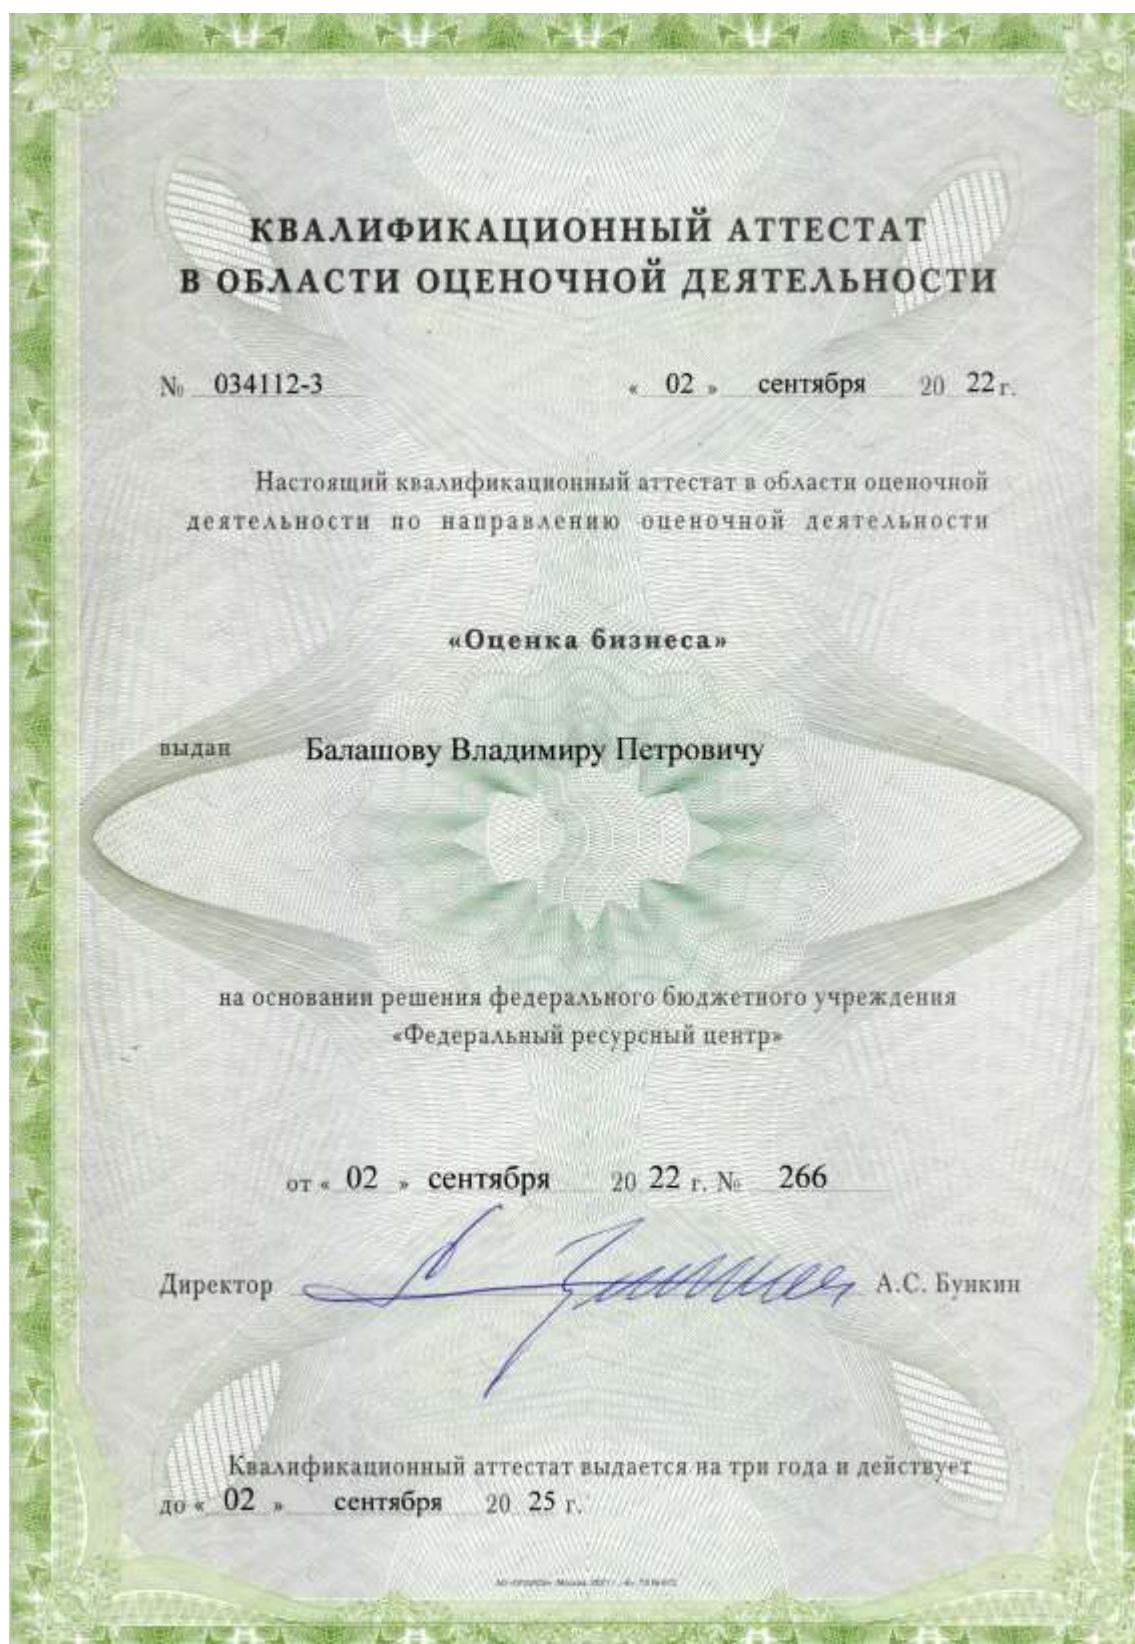 КВАЛИФИКАЦИОННЫЙ АТТЕСТАТ
В ОБЛАСТИ ОЦЕНОЧНОЙ ДЕЯТЕЛЬНОСТИ
№ 034112-3 « 02 » сентября 20 22 г.
Настоящий квалификационный аттестат в области оценочной
деятельности по направлению оценочной деятельности
«Оценка бизнеса»
выдан Балашову Владимиру Петровичу
на основании решения федерального бюджетного учреждения
«Федеральный ресурсный центр»
от « 02 » сентября 20 22 г. № 266
Директор А.С. Бункин
Квалификационный аттестат выдается на три года и действует
до « 02 » сентября 20 25 г.